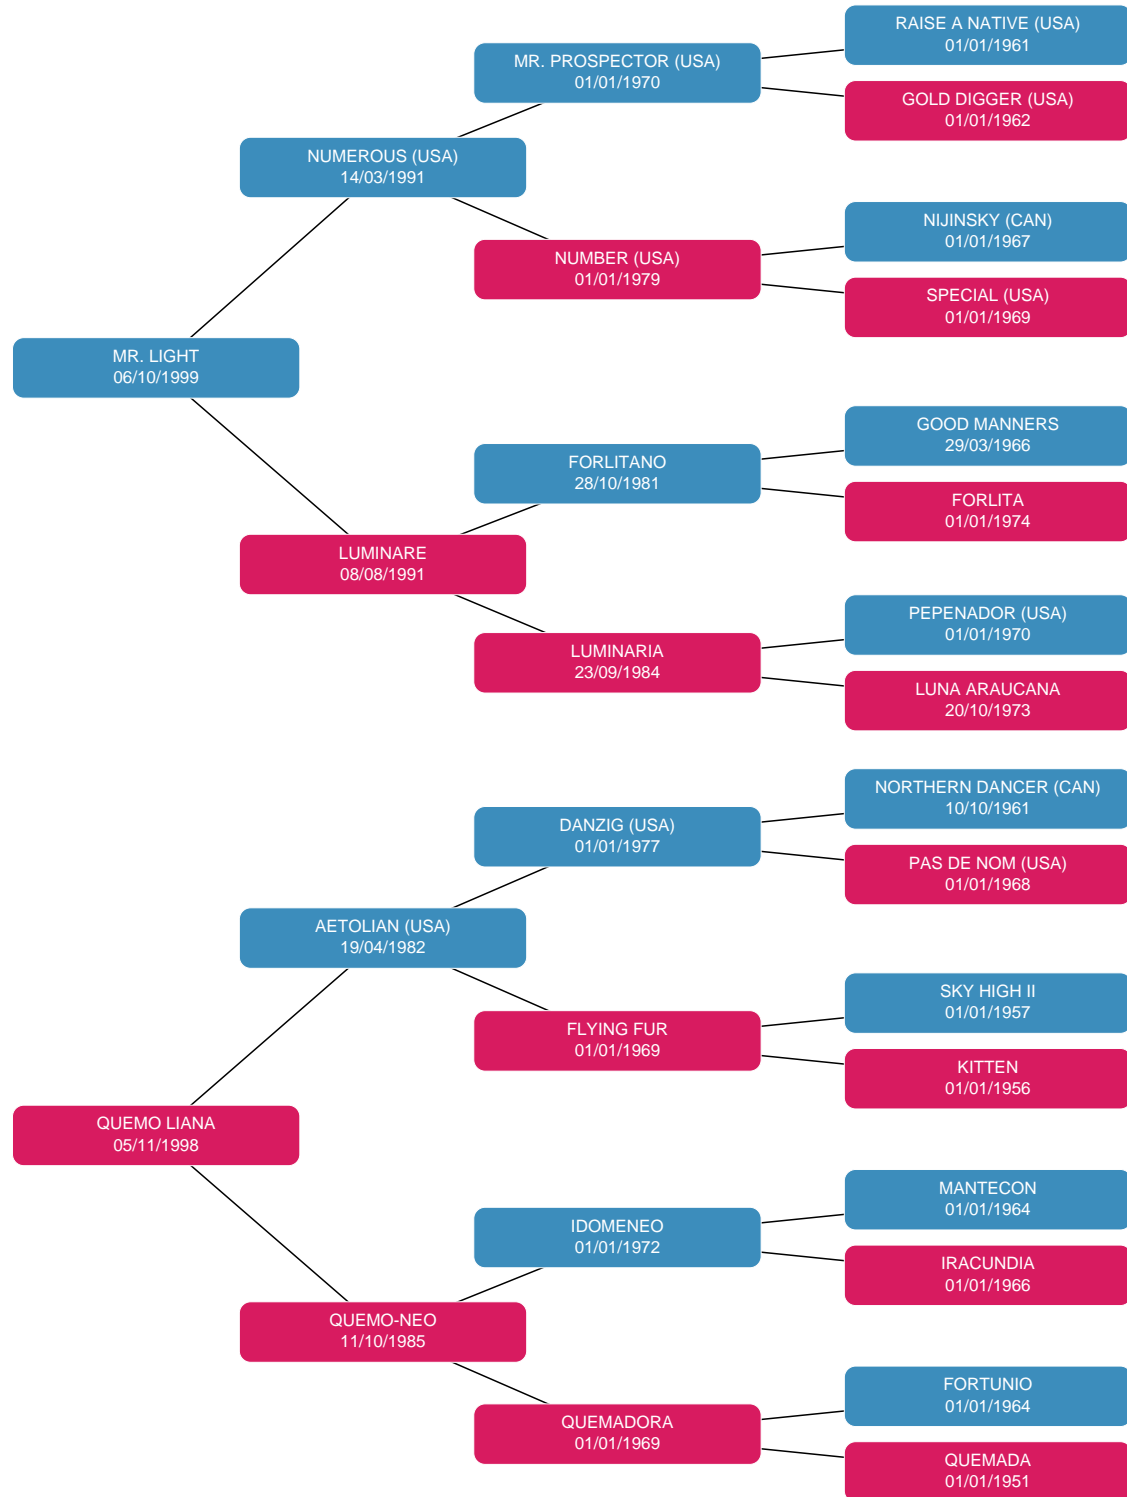 RAISE A NATIVE (USA)
01/01/1961
MR. PROSPECTOR (USA)
01/01/1970
GOLD DIGGER (USA)
01/01/1962
NUMEROUS (USA)
14/03/1991
NIJINSKY (CAN)
01/01/1967
NUMBER (USA)
01/01/1979
SPECIAL (USA)
01/01/1969
MR. LIGHT
06/10/1999
GOOD MANNERS
29/03/1966
FORLITANO
28/10/1981
FORLITA
01/01/1974
LUMINARE
08/08/1991
PEPENADOR (USA)
01/01/1970
LUMINARIA
23/09/1984
LUNA ARAUCANA
20/10/1973
NORTHERN DANCER (CAN)
10/10/1961
DANZIG (USA)
01/01/1977
PAS DE NOM (USA)
01/01/1968
AETOLIAN (USA)
19/04/1982
SKY HIGH II
01/01/1957
FLYING FUR
01/01/1969
KITTEN
01/01/1956
QUEMO LIANA
05/11/1998
MANTECON
01/01/1964
IDOMENEO
01/01/1972
IRACUNDIA
01/01/1966
QUEMO-NEO
11/10/1985
FORTUNIO
01/01/1964
QUEMADORA
01/01/1969
QUEMADA
01/01/1951